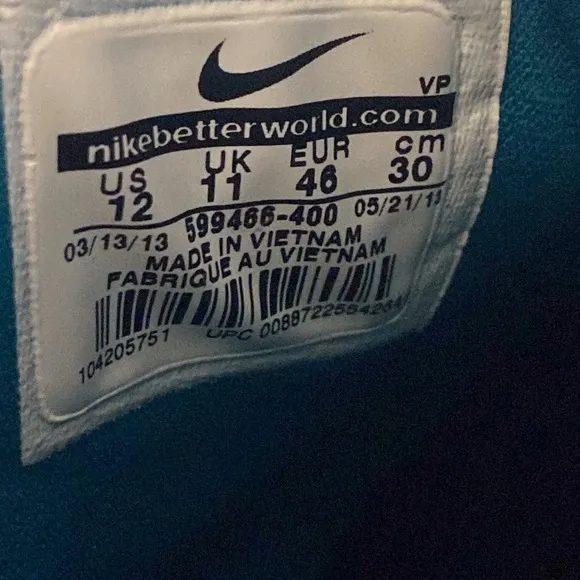 VP
nikebetterworld.com
US UK EUR cm
12 11 46 30
03/13/13 599466-400 05/21/13
MADE IN VIETNAM
FABRIQUE AU VIETNAM
104205751 UPC